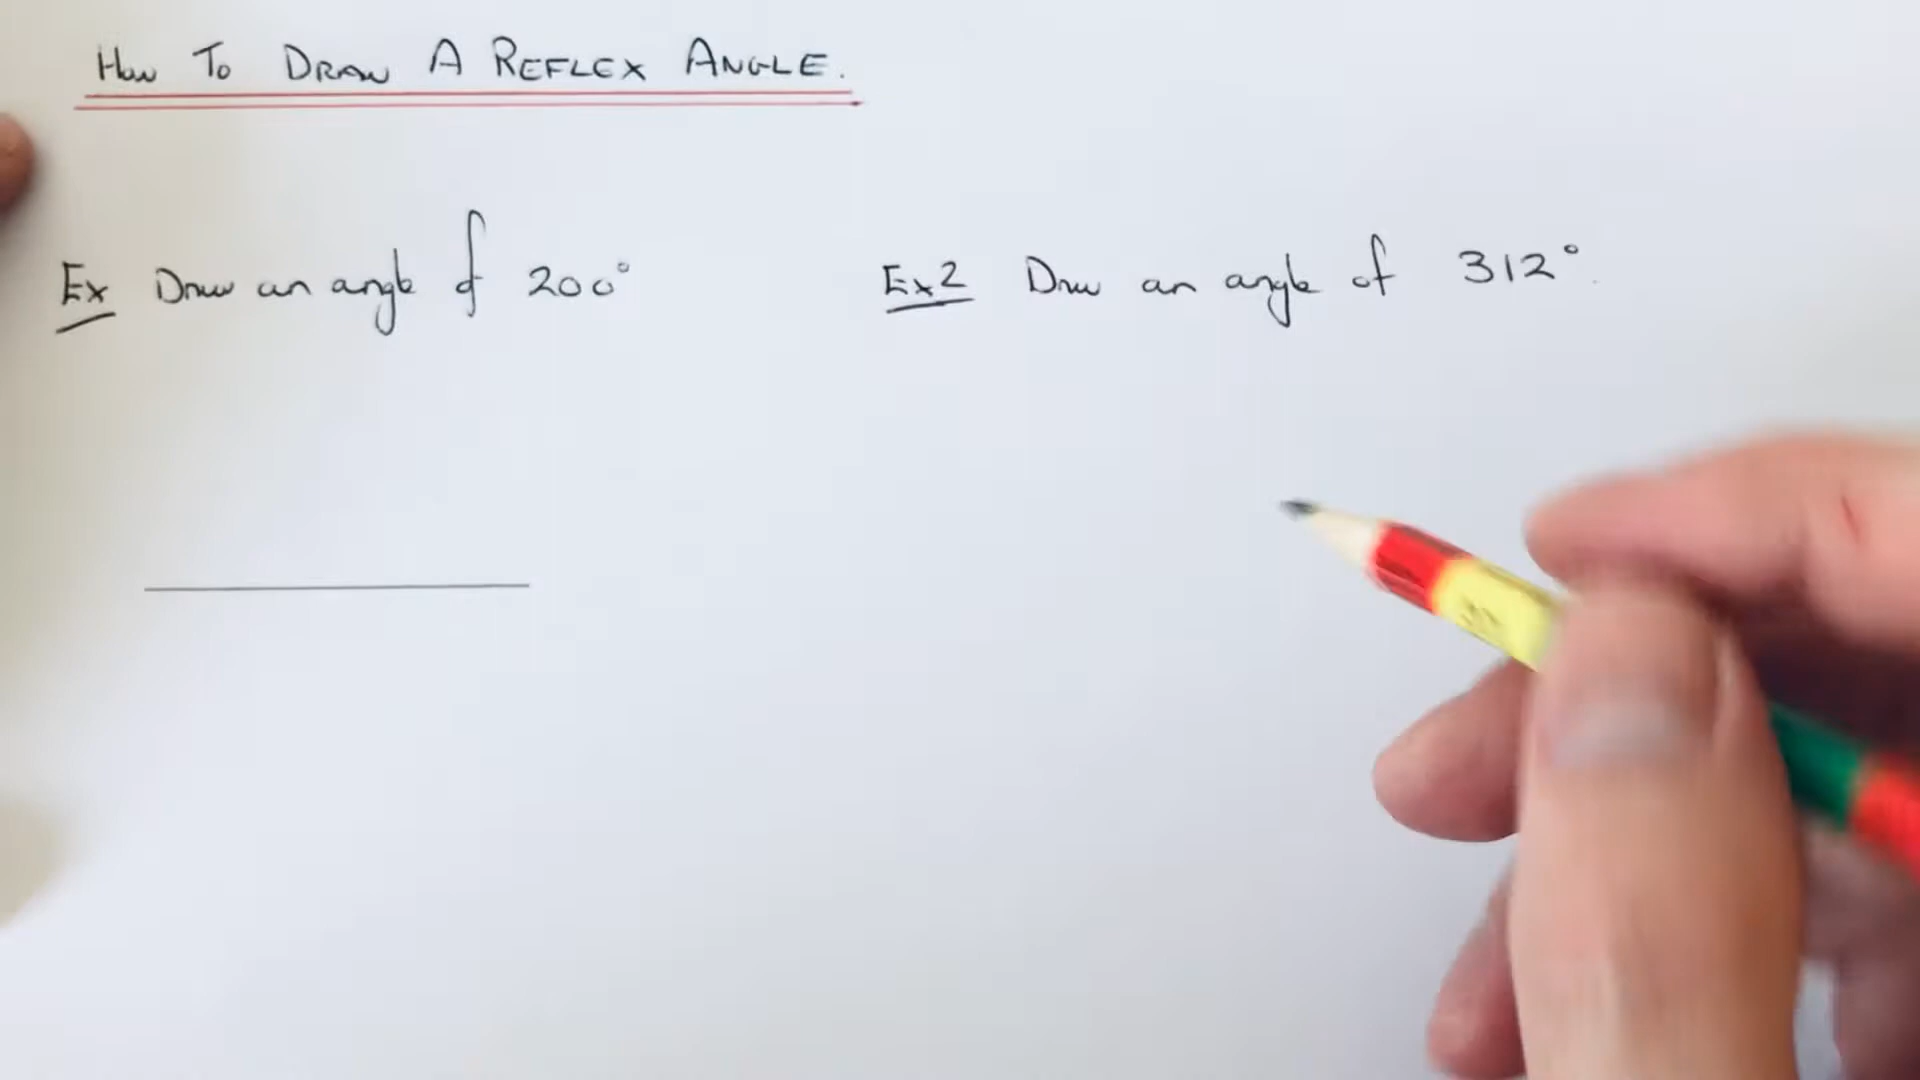 How To Draw A Reflex Angle.
Ex Draw an angle of 200°
Ex2 Draw an angle of 312°.